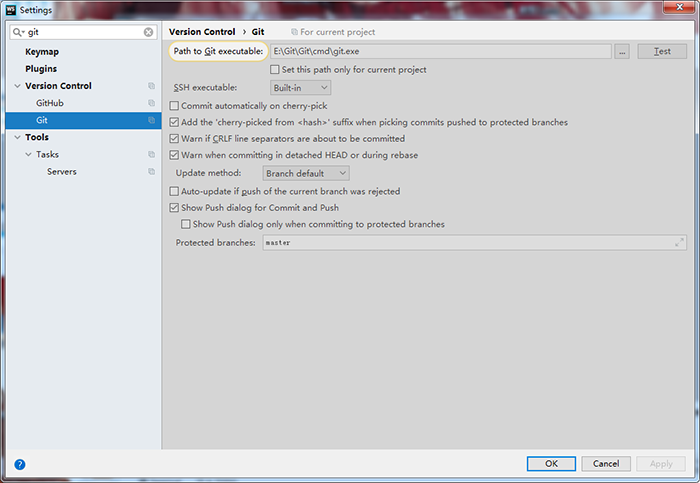 WS Settings
git
Keymap
Plugins
Version Control
GitHub
Git
Tools
Tasks
Servers
Version Control › Git For current project
Path to Git executable: E:\Git\Git\cmd\git.exe ... Test
Set this path only for current project
SSH executable: Built-in
Commit automatically on cherry-pick
Add the 'cherry-picked from <hash>' suffix when picking commits pushed to protected branches
Warn if CRLF line separators are about to be committed
Warn when committing in detached HEAD or during rebase
Update method: Branch default
Auto-update if push of the current branch was rejected
Show Push dialog for Commit and Push
Show Push dialog only when committing to protected branches
Protected branches: master
? OK Cancel Apply